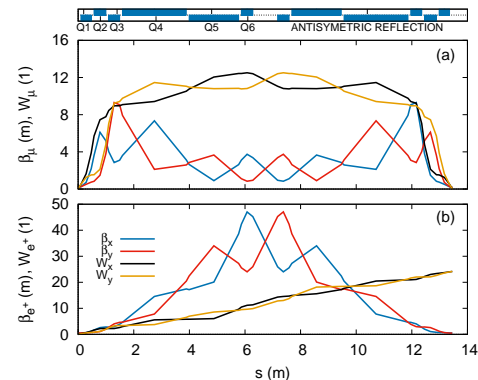 Q1 Q2 Q3 Q4 Q5 Q6 ANTISYMETRIC REFLECTION
(a)
β_μ (m), W_μ (1)
16
12
8
4
0
(b)
β_e+ (m), W_e+ (1)
50
40
30
20
10
0
β_x
β_y
W_x
W_y
0 2 4 6 8 10 12 14
s (m)